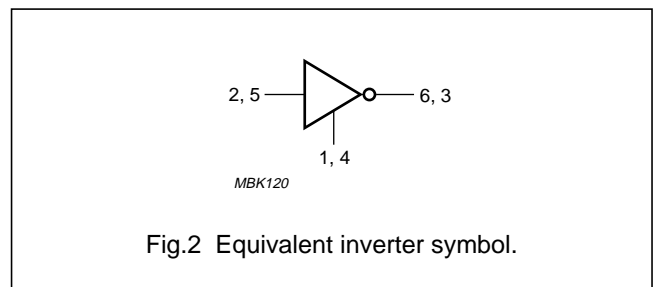 2, 5
6, 3
1, 4
MBK120
Fig.2 Equivalent inverter symbol.